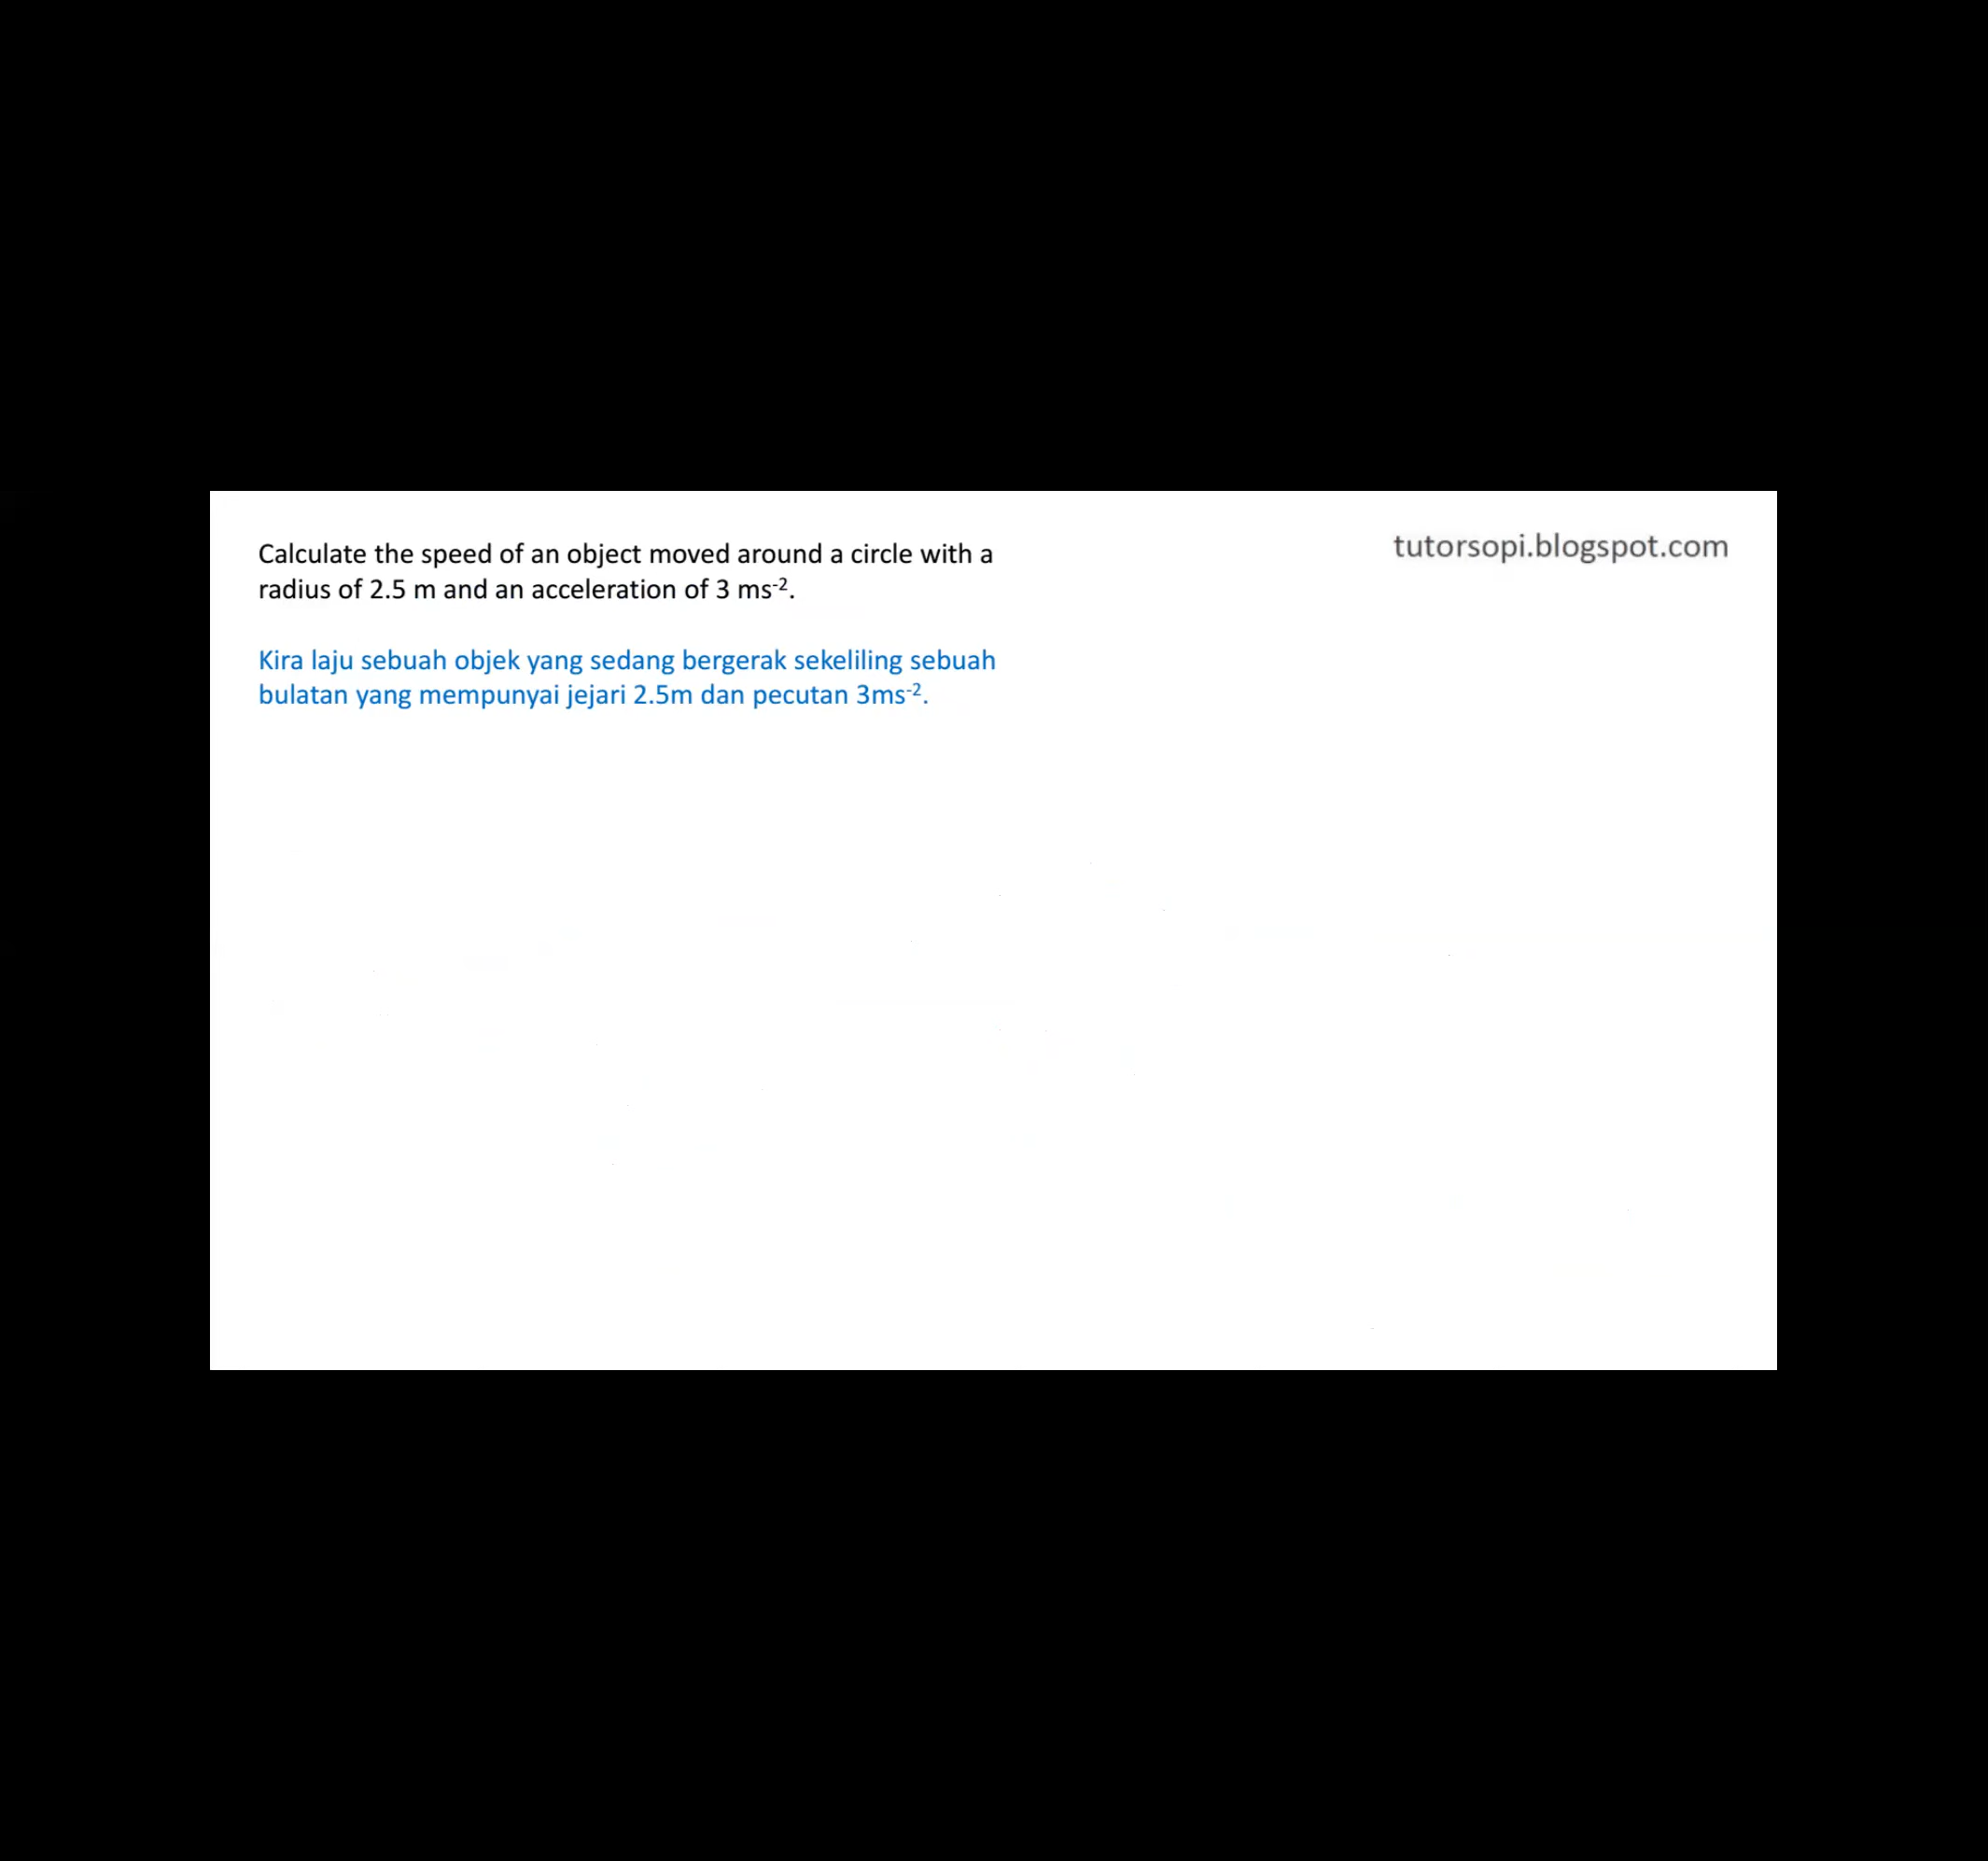 Calculate the speed of an object moved around a circle with a
radius of 2.5 m and an acceleration of 3 ms⁻².
tutorsopi.blogspot.com
Kira laju sebuah objek yang sedang bergerak sekeliling sebuah
bulatan yang mempunyai jejari 2.5m dan pecutan 3ms⁻².